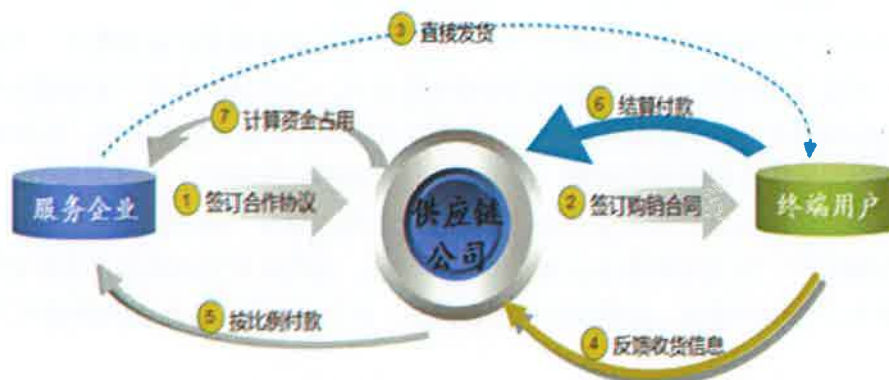 ③ 直接发货
⑦ 计算资金占用
⑥ 结算付款
服务企业
① 签订合作协议
供应链
公司
② 签订购销合同
终端用户
⑤ 按比例付款
④ 反馈收货信息